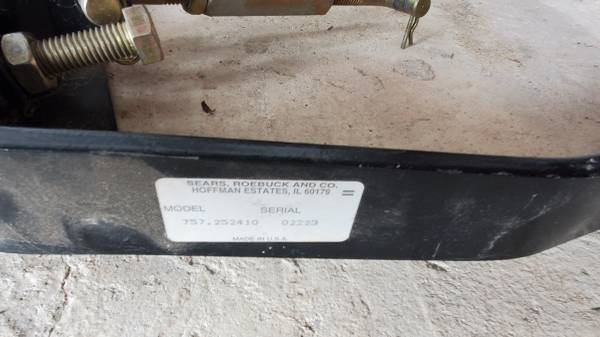 SEARS, ROEBUCK AND CO.
HOFFMAN ESTATES, IL 60179
MODEL SERIAL
757.252410 02223
MADE IN U.S.A.